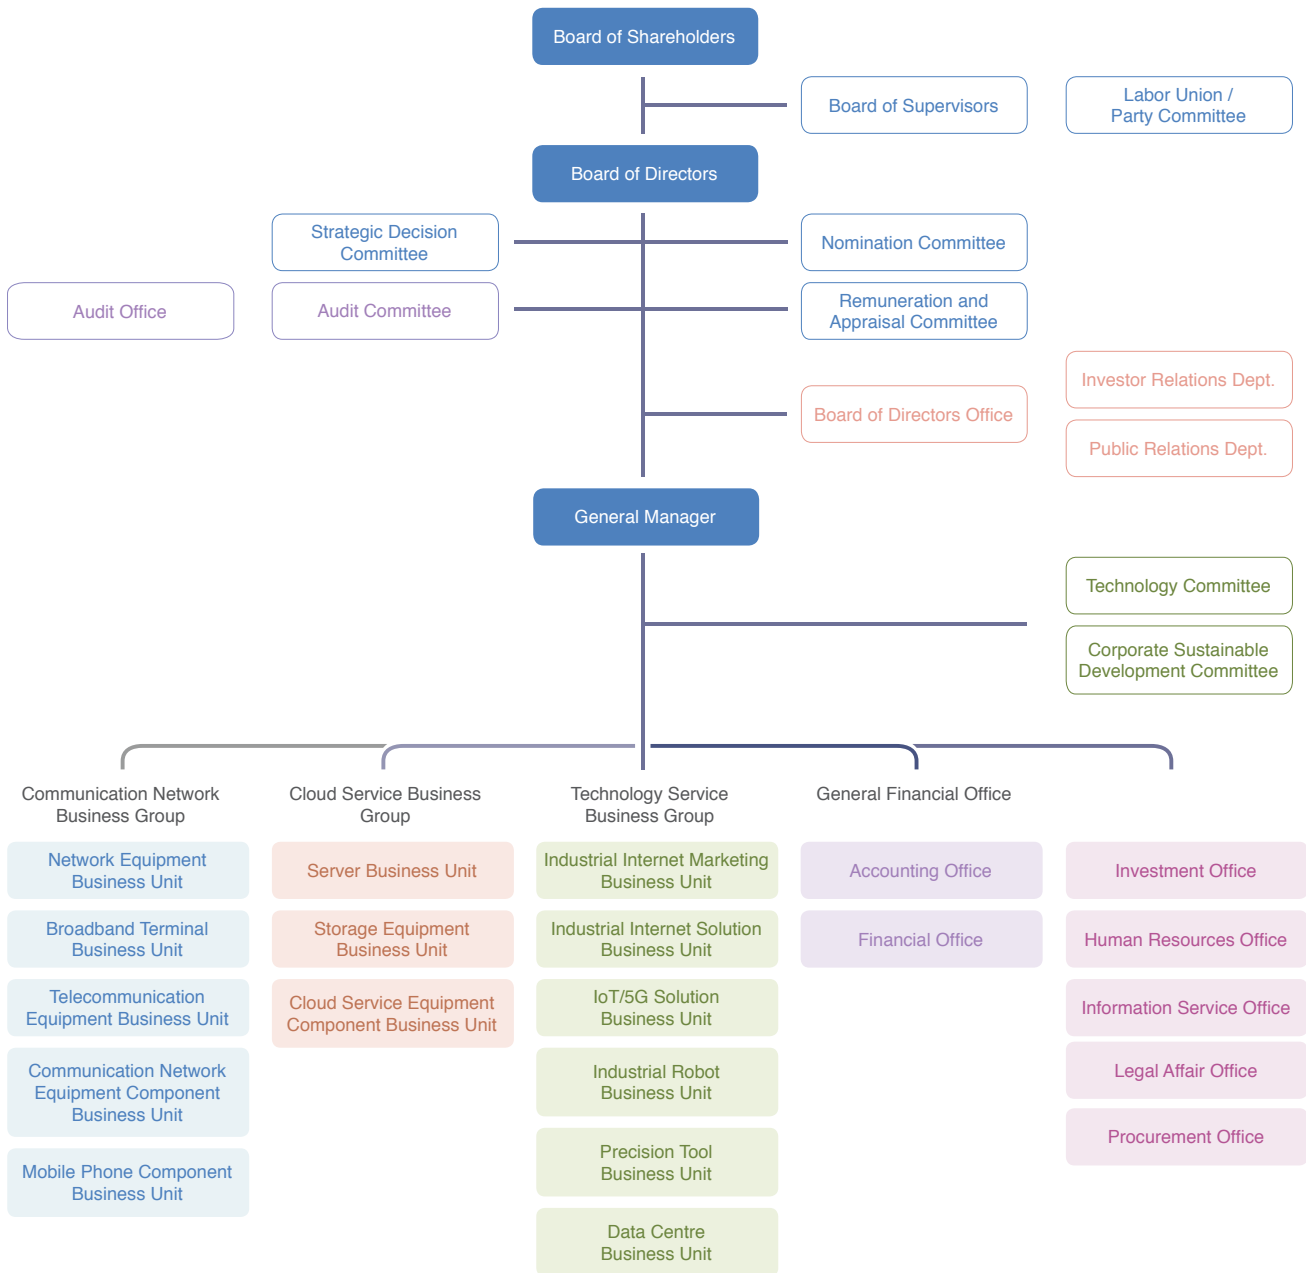 Board of Shareholders
Board of Supervisors
Labor Union /
Party Committee
Board of Directors
Strategic Decision
Committee
Nomination Committee
Audit Office
Audit Committee
Remuneration and
Appraisal Committee
Investor Relations Dept.
Board of Directors Office
Public Relations Dept.
General Manager
Technology Committee
Corporate Sustainable
Development Committee
Communication Network
Business Group
Network Equipment
Business Unit
Broadband Terminal
Business Unit
Telecommunication
Equipment Business Unit
Communication Network
Equipment Component
Business Unit
Mobile Phone Component
Business Unit
Cloud Service Business
Group
Server Business Unit
Storage Equipment
Business Unit
Cloud Service Equipment
Component Business Unit
Technology Service
Business Group
Industrial Internet Marketing
Business Unit
Industrial Internet Solution
Business Unit
IoT/5G Solution
Business Unit
Industrial Robot
Business Unit
Precision Tool
Business Unit
Data Centre
Business Unit
General Financial Office
Accounting Office
Financial Office
Investment Office
Human Resources Office
Information Service Office
Legal Affair Office
Procurement Office